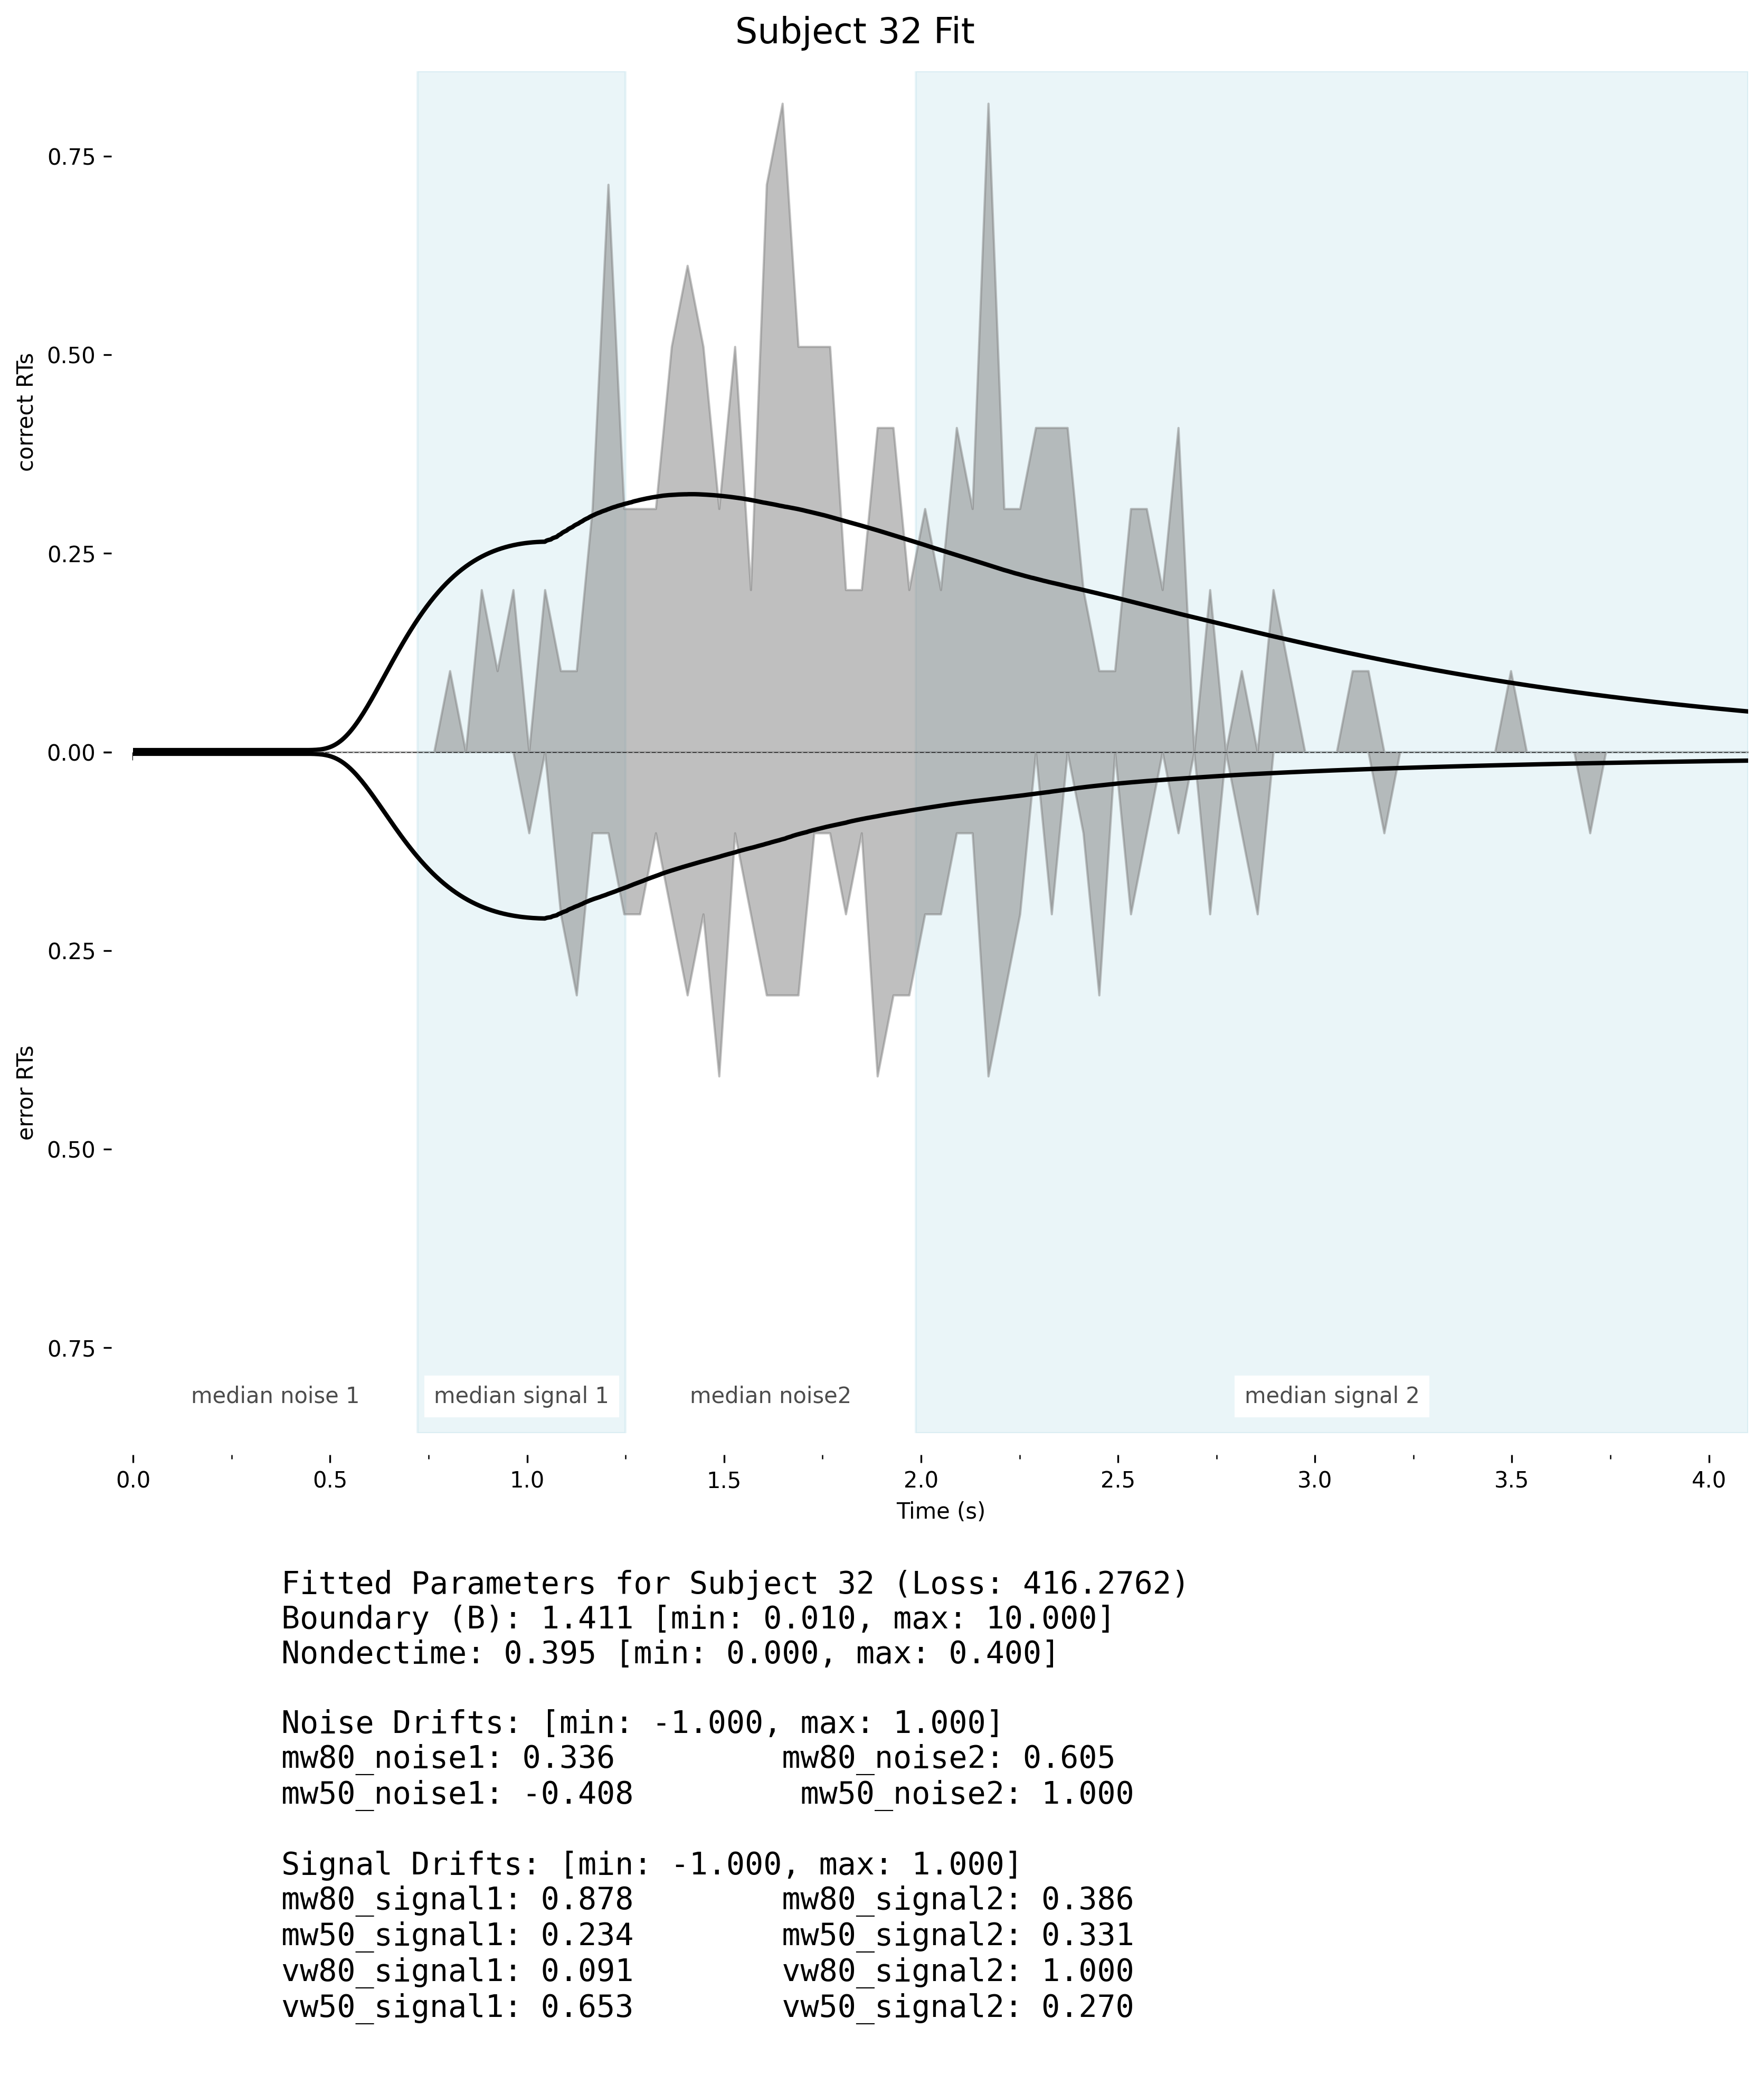 Subject 32 Fit
0.75
0.50
0.25
0.00
0.25
0.50
0.75
correct RTs
error RTs
median noise 1
median signal 1
median noise2
median signal 2
0.0 0.5 1.0 1.5 2.0 2.5 3.0 3.5 4.0
Time (s)
Fitted Parameters for Subject 32 (Loss: 416.2762)
Boundary (B): 1.411 [min: 0.010, max: 10.000]
Nondectime: 0.395 [min: 0.000, max: 0.400]
Noise Drifts: [min: -1.000, max: 1.000]
mw80_noise1: 0.336 mw80_noise2: 0.605
mw50_noise1: -0.408 mw50_noise2: 1.000
Signal Drifts: [min: -1.000, max: 1.000]
mw80_signal1: 0.878 mw80_signal2: 0.386
mw50_signal1: 0.234 mw50_signal2: 0.331
vw80_signal1: 0.091 vw80_signal2: 1.000
vw50_signal1: 0.653 vw50_signal2: 0.270